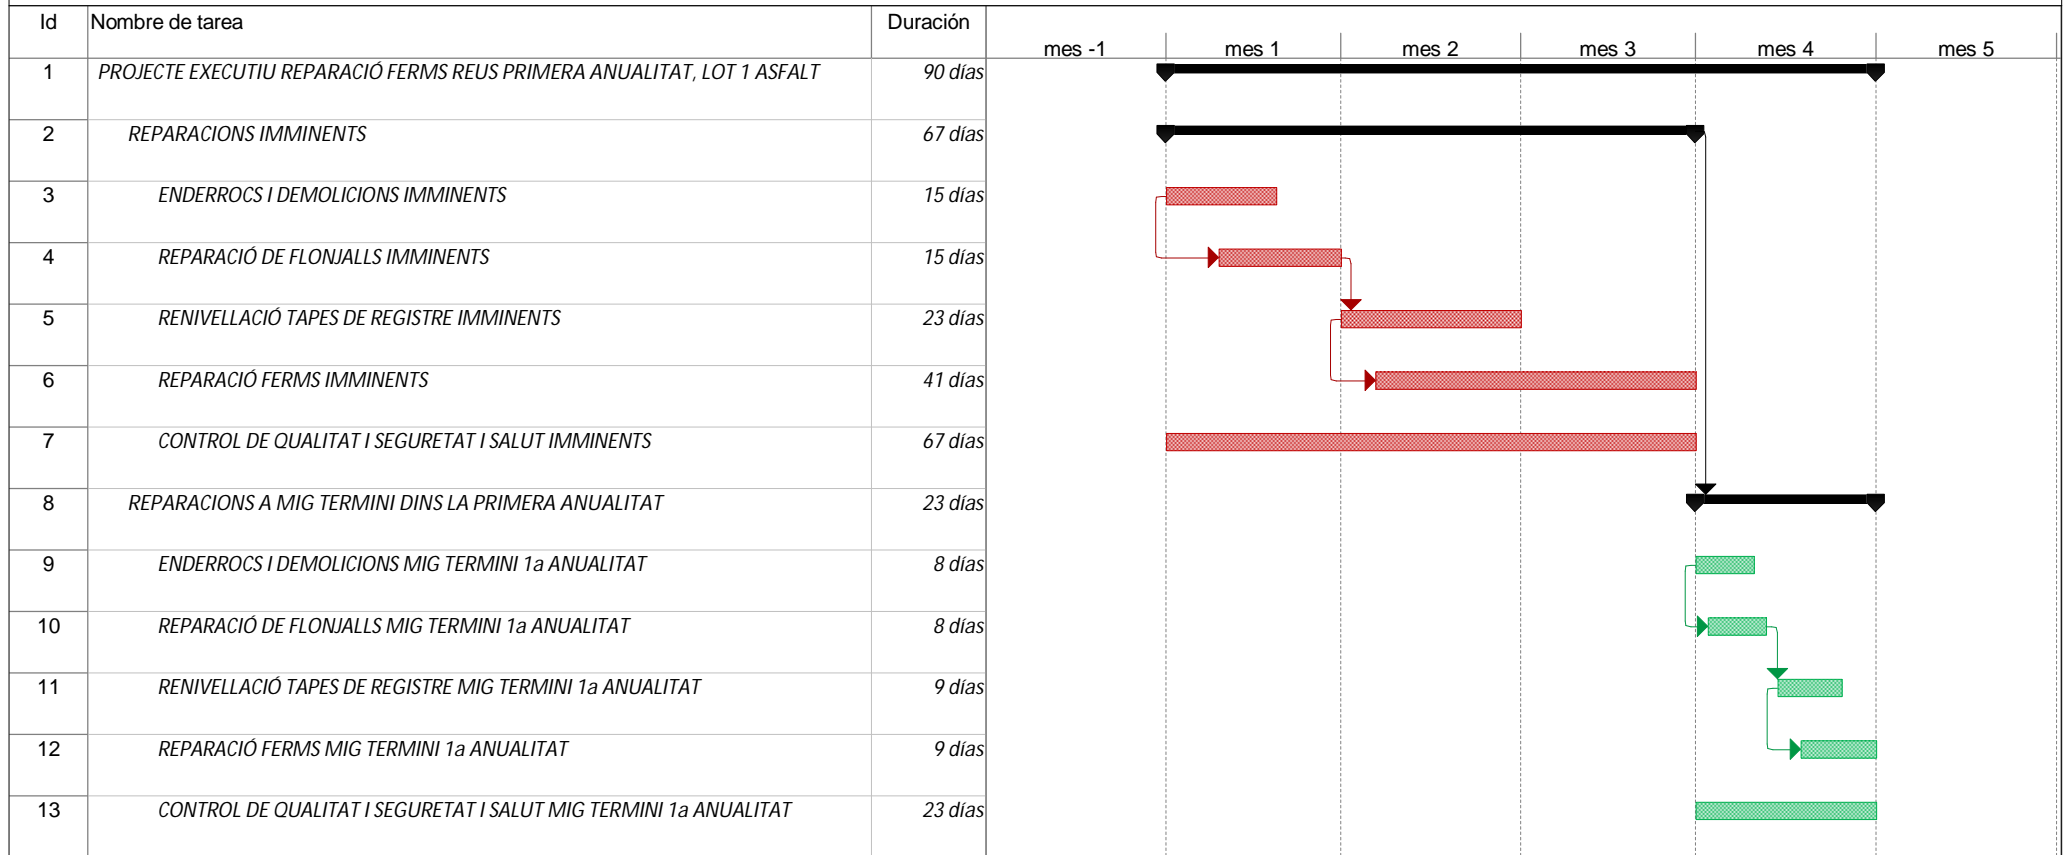 Id Nombre de tarea Duración
mes -1 mes 1 mes 2 mes 3 mes 4 mes 5
1 PROJECTE EXECUTIU REPARACIÓ FERMS REUS PRIMERA ANUALITAT, LOT 1 ASFALT 90 días
2 REPARACIONS IMMINENTS 67 días
3 ENDERROCS I DEMOLICIONS IMMINENTS 15 días
4 REPARACIÓ DE FLONJALLS IMMINENTS 15 días
5 RENIVELLACIÓ TAPES DE REGISTRE IMMINENTS 23 días
6 REPARACIÓ FERMS IMMINENTS 41 días
7 CONTROL DE QUALITAT I SEGURETAT I SALUT IMMINENTS 67 días
8 REPARACIONS A MIG TERMINI DINS LA PRIMERA ANUALITAT 23 días
9 ENDERROCS I DEMOLICIONS MIG TERMINI 1a ANUALITAT 8 días
10 REPARACIÓ DE FLONJALLS MIG TERMINI 1a ANUALITAT 8 días
11 RENIVELLACIÓ TAPES DE REGISTRE MIG TERMINI 1a ANUALITAT 9 días
12 REPARACIÓ FERMS MIG TERMINI 1a ANUALITAT 9 días
13 CONTROL DE QUALITAT I SEGURETAT I SALUT MIG TERMINI 1a ANUALITAT 23 días